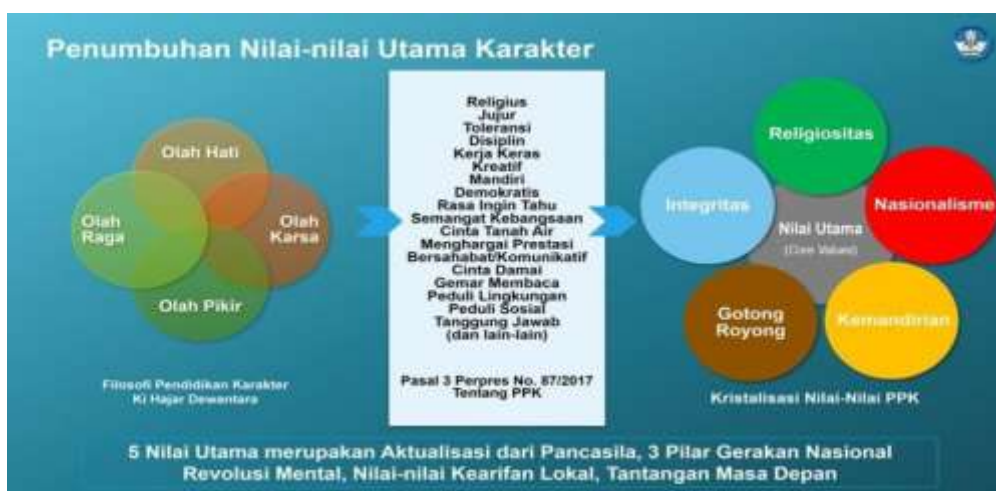 Penumbuhan Nilai-nilai Utama Karakter
Olah Hati
Olah
Raga
Olah
Karsa
Olah Pikir
Filosofi Pendidikan Karakter
Ki Hajar Dewantara
Religius
Jujur
Toleransi
Disiplin
Kerja Keras
Kreatif
Mandiri
Demokratis
Rasa Ingin Tahu
Semangat Kebangsaan
Cinta Tanah Air
Menghargai Prestasi
Bersahabat/Komunikatif
Cinta Damai
Gemar Membaca
Peduli Lingkungan
Peduli Sosial
Tanggung Jawab
(dan lain-lain)
Pasal 3 Perpres No. 87/2017
Tentang PPK
Religiositas
Integritas
Nasionalisme
Nilai Utama
(Core Values)
Gotong
Royong
Kemandirian
Kristalisasi Nilai-Nilai PPK
5 Nilai Utama merupakan Aktualisasi dari Pancasila, 3 Pilar Gerakan Nasional
Revolusi Mental, Nilai-nilai Kearifan Lokal, Tantangan Masa Depan